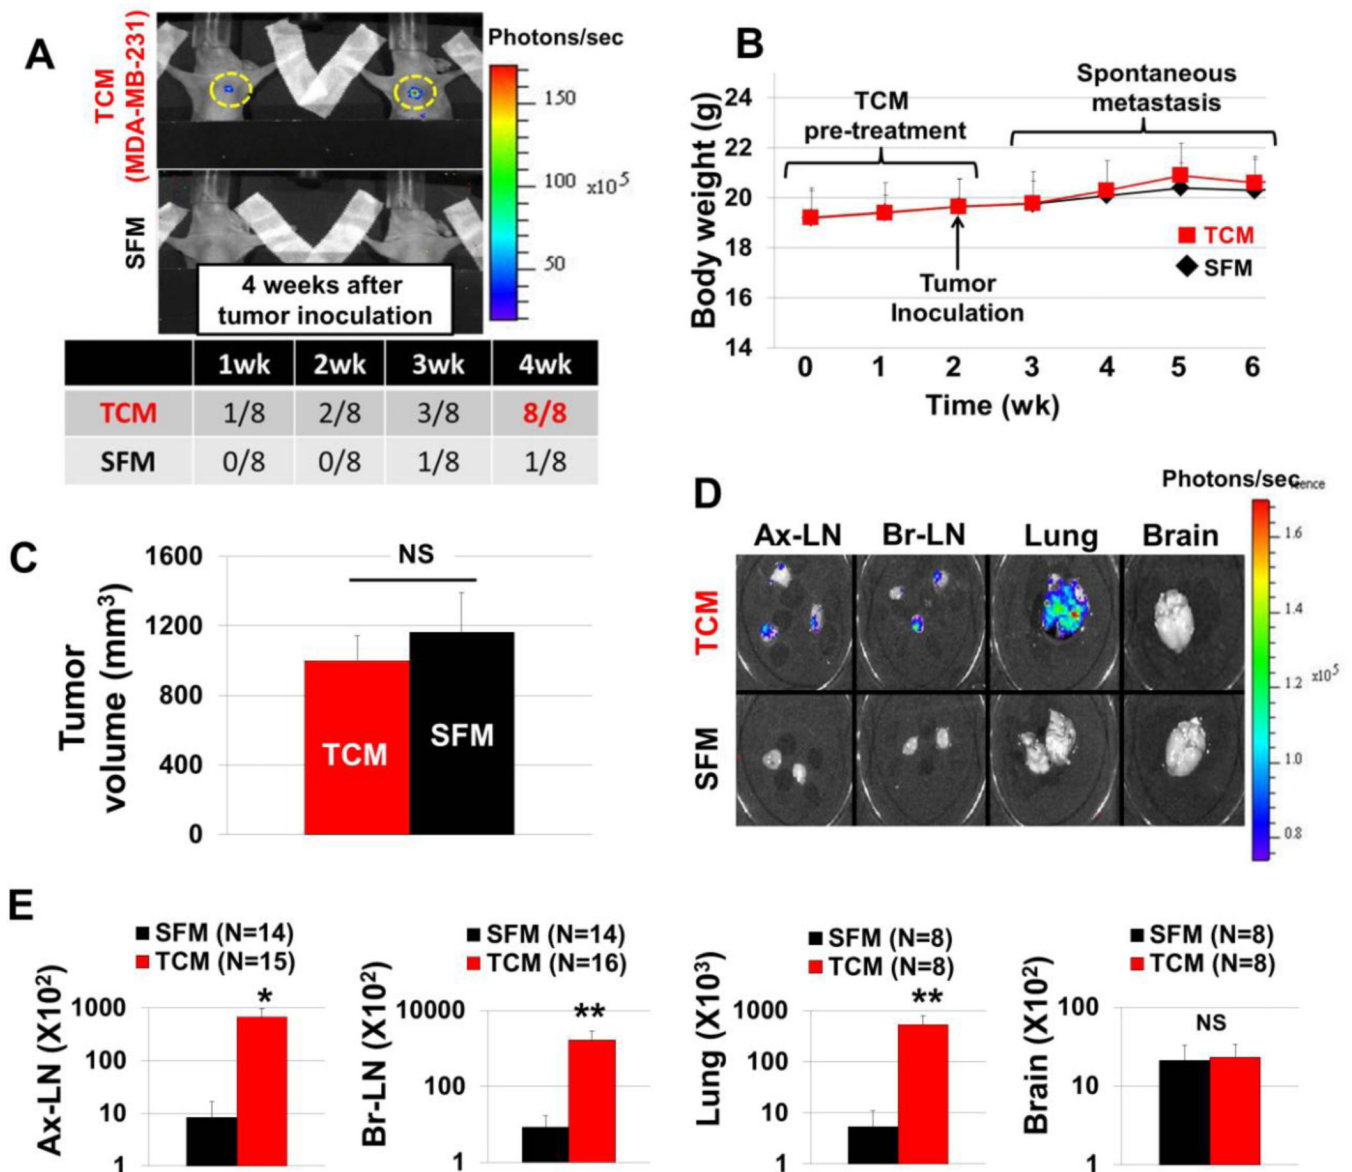 A
TCM
(MDA-MB-231)
SFM
Photons/sec
150
100
x10⁵
50
4 weeks after
tumor inoculation
1wk 2wk 3wk 4wk
TCM 1/8 2/8 3/8 8/8
SFM 0/8 0/8 1/8 1/8
B
Body weight (g)
24
22
20
18
16
14
TCM
pre-treatment
Spontaneous
metastasis
TCM
SFM
Tumor
Inoculation
0 1 2 3 4 5 6
Time (wk)
C
Tumor
volume (mm³)
1600
1200
800
400
0
NS
TCM
SFM
D
Photons/sec
Ax-LN Br-LN Lung Brain
TCM
SFM
1.6
1.4
1.2
x10⁵
1.0
0.8
E
SFM (N=14)
TCM (N=15)
Ax-LN (X10²)
1000
100
10
1
*
SFM (N=14)
TCM (N=16)
Br-LN (X10²)
10000
100
1
**
SFM (N=8)
TCM (N=8)
Lung (X10³)
1000
100
10
1
**
SFM (N=8)
TCM (N=8)
Brain (X10²)
100
10
1
NS